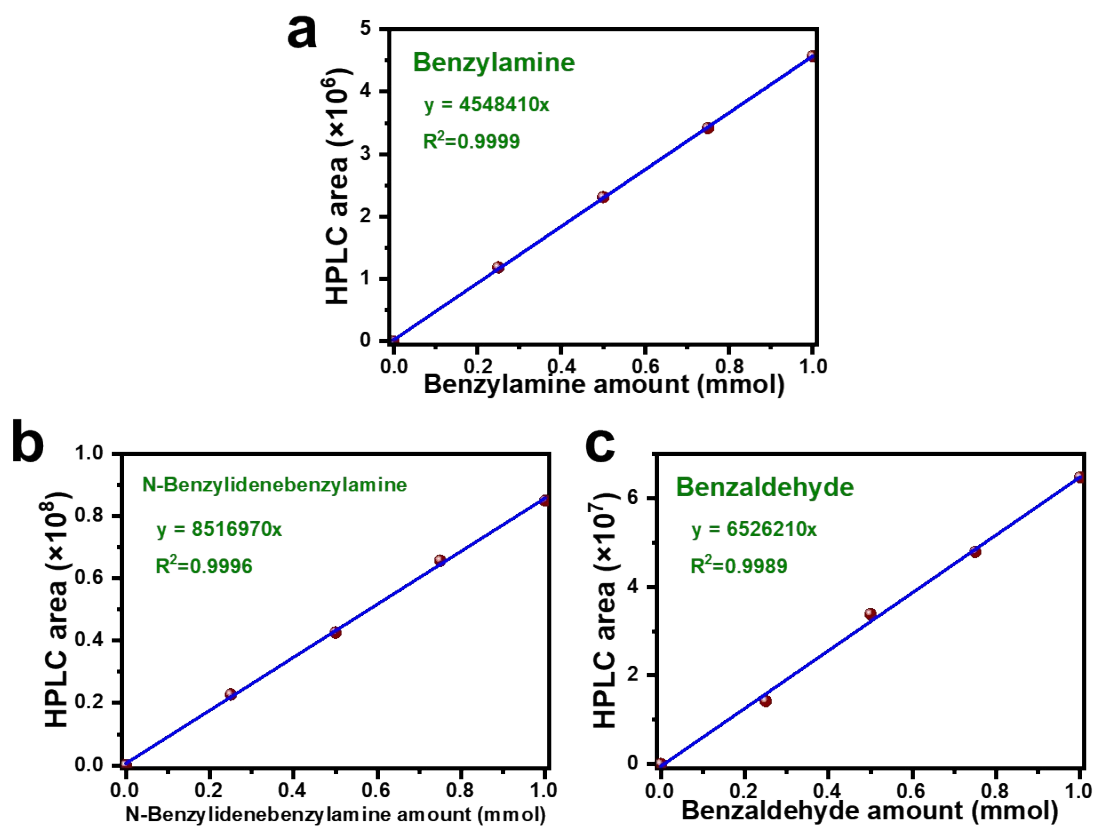 a
Benzylamine
y = 4548410x
R²=0.9999
HPLC area (×10⁶)
5
4
3
2
1
0
0.0 0.2 0.4 0.6 0.8 1.0
Benzylamine amount (mmol)
b
N-Benzylidenebenzylamine
y = 8516970x
R²=0.9996
HPLC area (×10⁸)
1.0
0.8
0.6
0.4
0.2
0.0
0.0 0.2 0.4 0.6 0.8 1.0
N-Benzylidenebenzylamine amount (mmol)
c
Benzaldehyde
y = 6526210x
R²=0.9989
HPLC area (×10⁷)
6
4
2
0
0.0 0.2 0.4 0.6 0.8 1.0
Benzaldehyde amount (mmol)